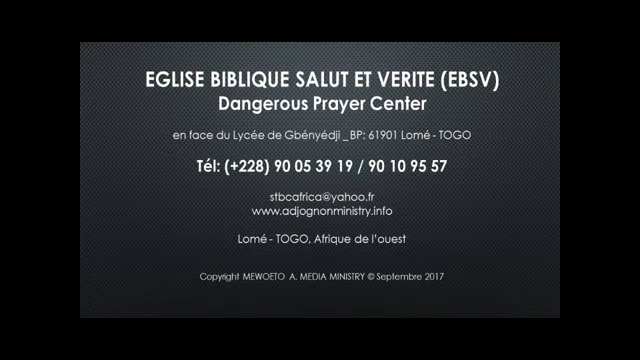 EGLISE BIBLIQUE SALUT ET VERITE (EBSV)
Dangerous Prayer Center
en face du Lycée de Gbényédji _ BP: 61901 Lomé - TOGO
Tél: (+228) 90 05 39 19 / 90 10 95 57
stbcafrica@yahoo.fr
www.adjognonministry.info
Lomé - TOGO, Afrique de l'ouest
Copyright MEWOETO A. MEDIA MINISTRY © Septembre 2017